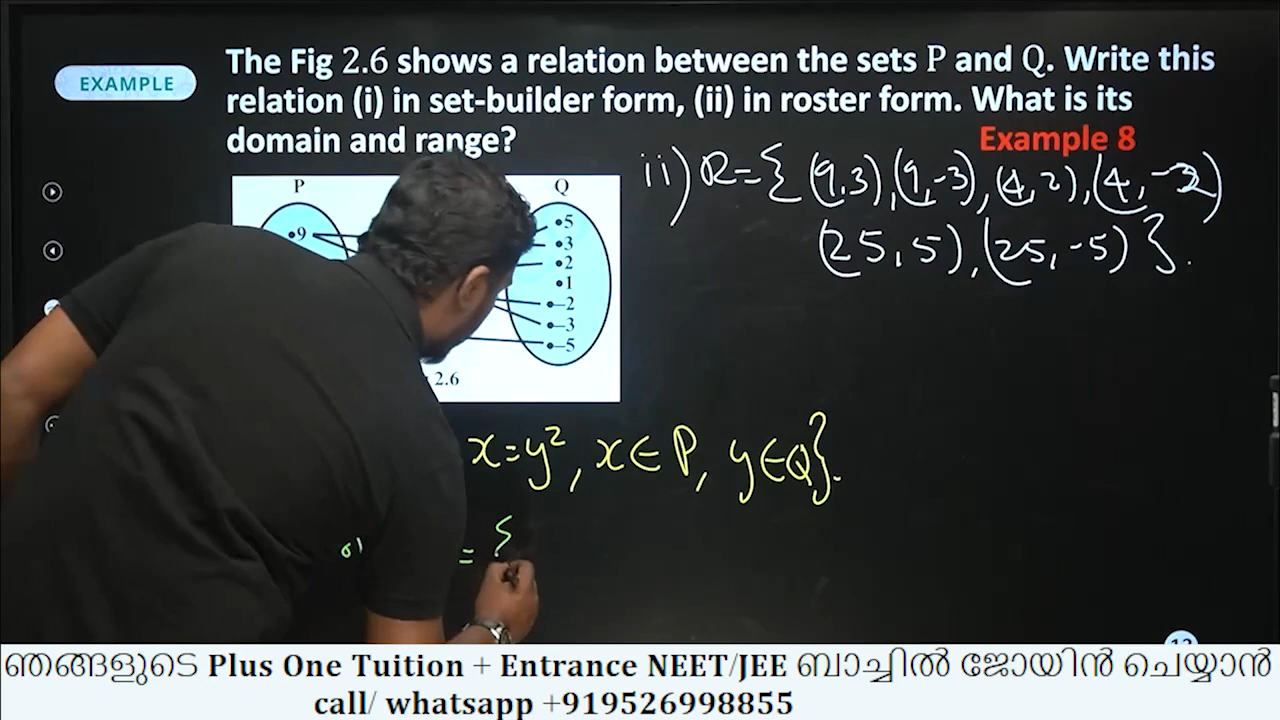 EXAMPLE
The Fig 2.6 shows a relation between the sets P and Q. Write this
relation (i) in set-builder form, (ii) in roster form. What is its
domain and range?
Example 8
ii) R={(9,3),(9,-3),(4,2),(4,-2)
(25,5),(25,-5)}.
P
Q
9
5
3
2
1
–2
–3
–5
2.6
x=y², x∈P, y∈Q}.
= {
ഞങ്ങളുടെ Plus One Tuition + Entrance NEET/JEE ബാച്ചിൽ ജോയിൻ ചെയ്യാൻ
call/ whatsapp +919526998855